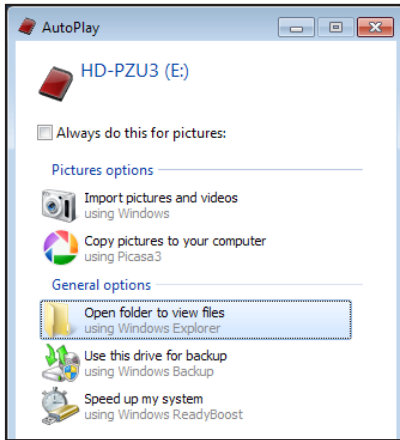 AutoPlay
HD-PZU3 (E:)
Always do this for pictures:
Pictures options
Import pictures and videos
using Windows
Copy pictures to your computer
using Picasa3
General options
Open folder to view files
using Windows Explorer
Use this drive for backup
using Windows Backup
Speed up my system
using Windows ReadyBoost